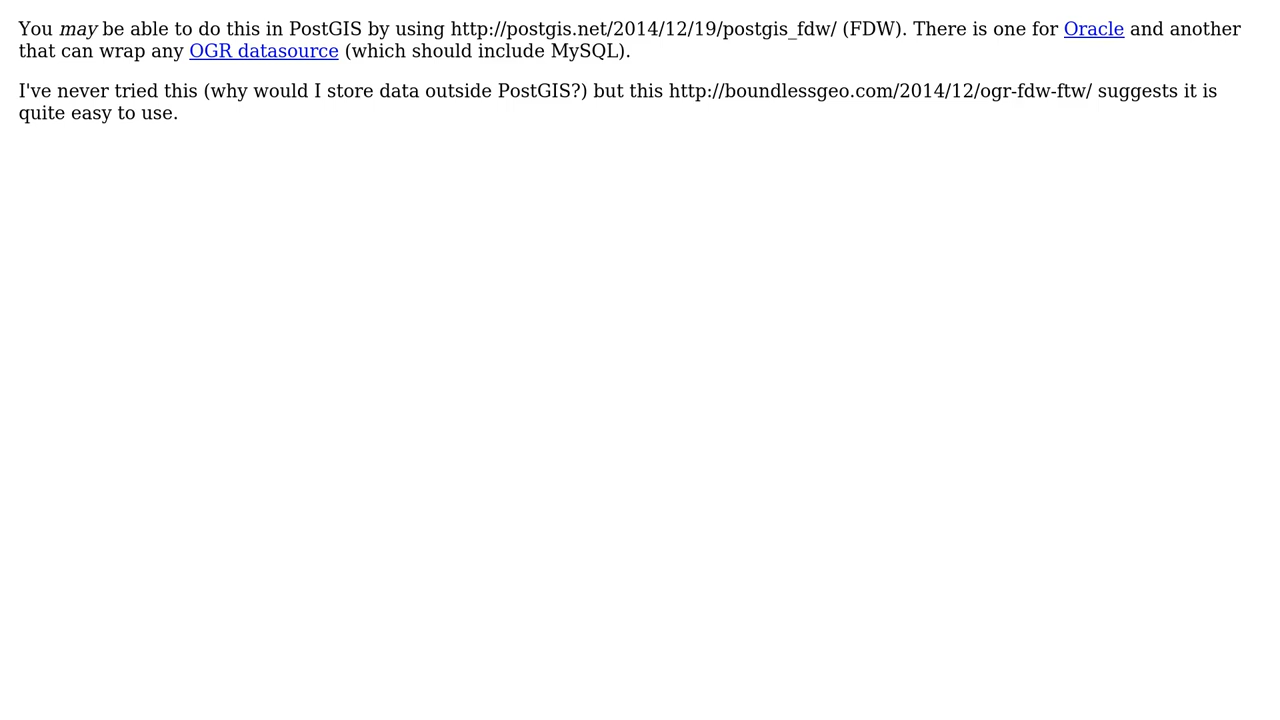 You may be able to do this in PostGIS by using http://postgis.net/2014/12/19/postgis_fdw/ (FDW). There is one for Oracle and another
that can wrap any OGR datasource (which should include MySQL).
I've never tried this (why would I store data outside PostGIS?) but this http://boundlessgeo.com/2014/12/ogr-fdw-ftw/ suggests it is
quite easy to use.